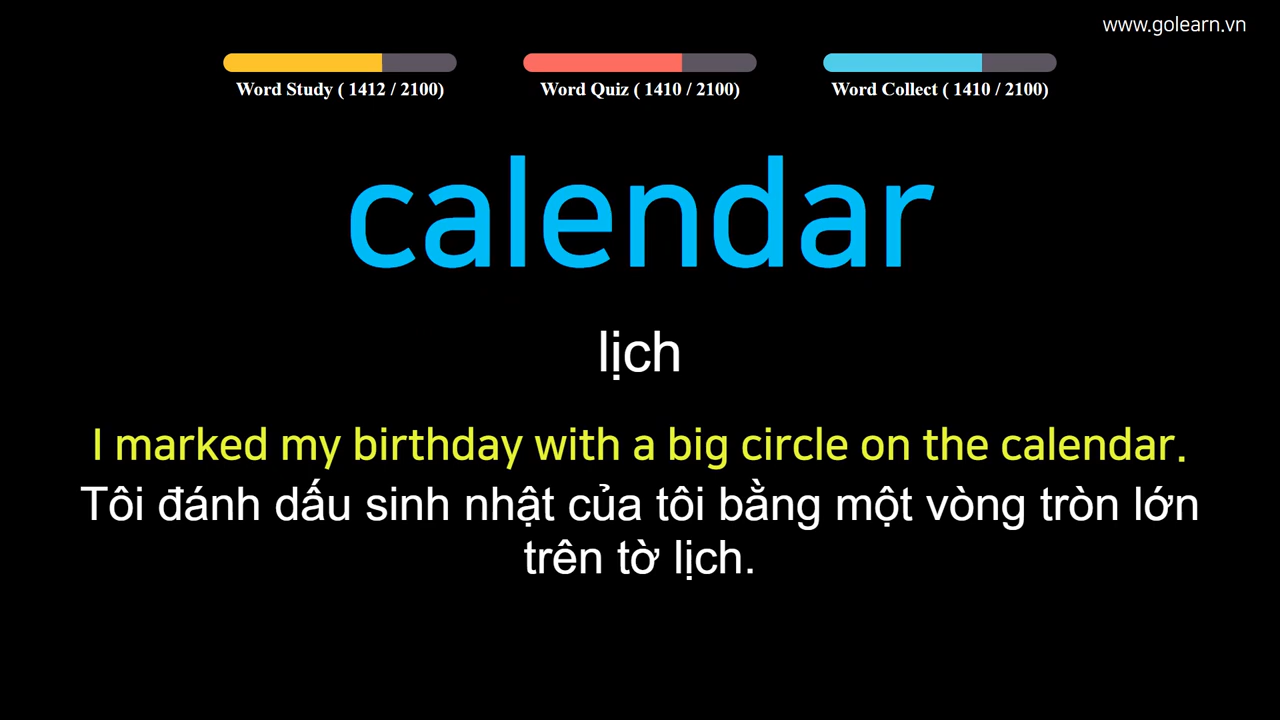 www.golearn.vn
Word Study ( 1412 / 2100)
Word Quiz ( 1410 / 2100)
Word Collect ( 1410 / 2100)
calendar
lịch
I marked my birthday with a big circle on the calendar.
Tôi đánh dấu sinh nhật của tôi bằng một vòng tròn lớn
trên tờ lịch.